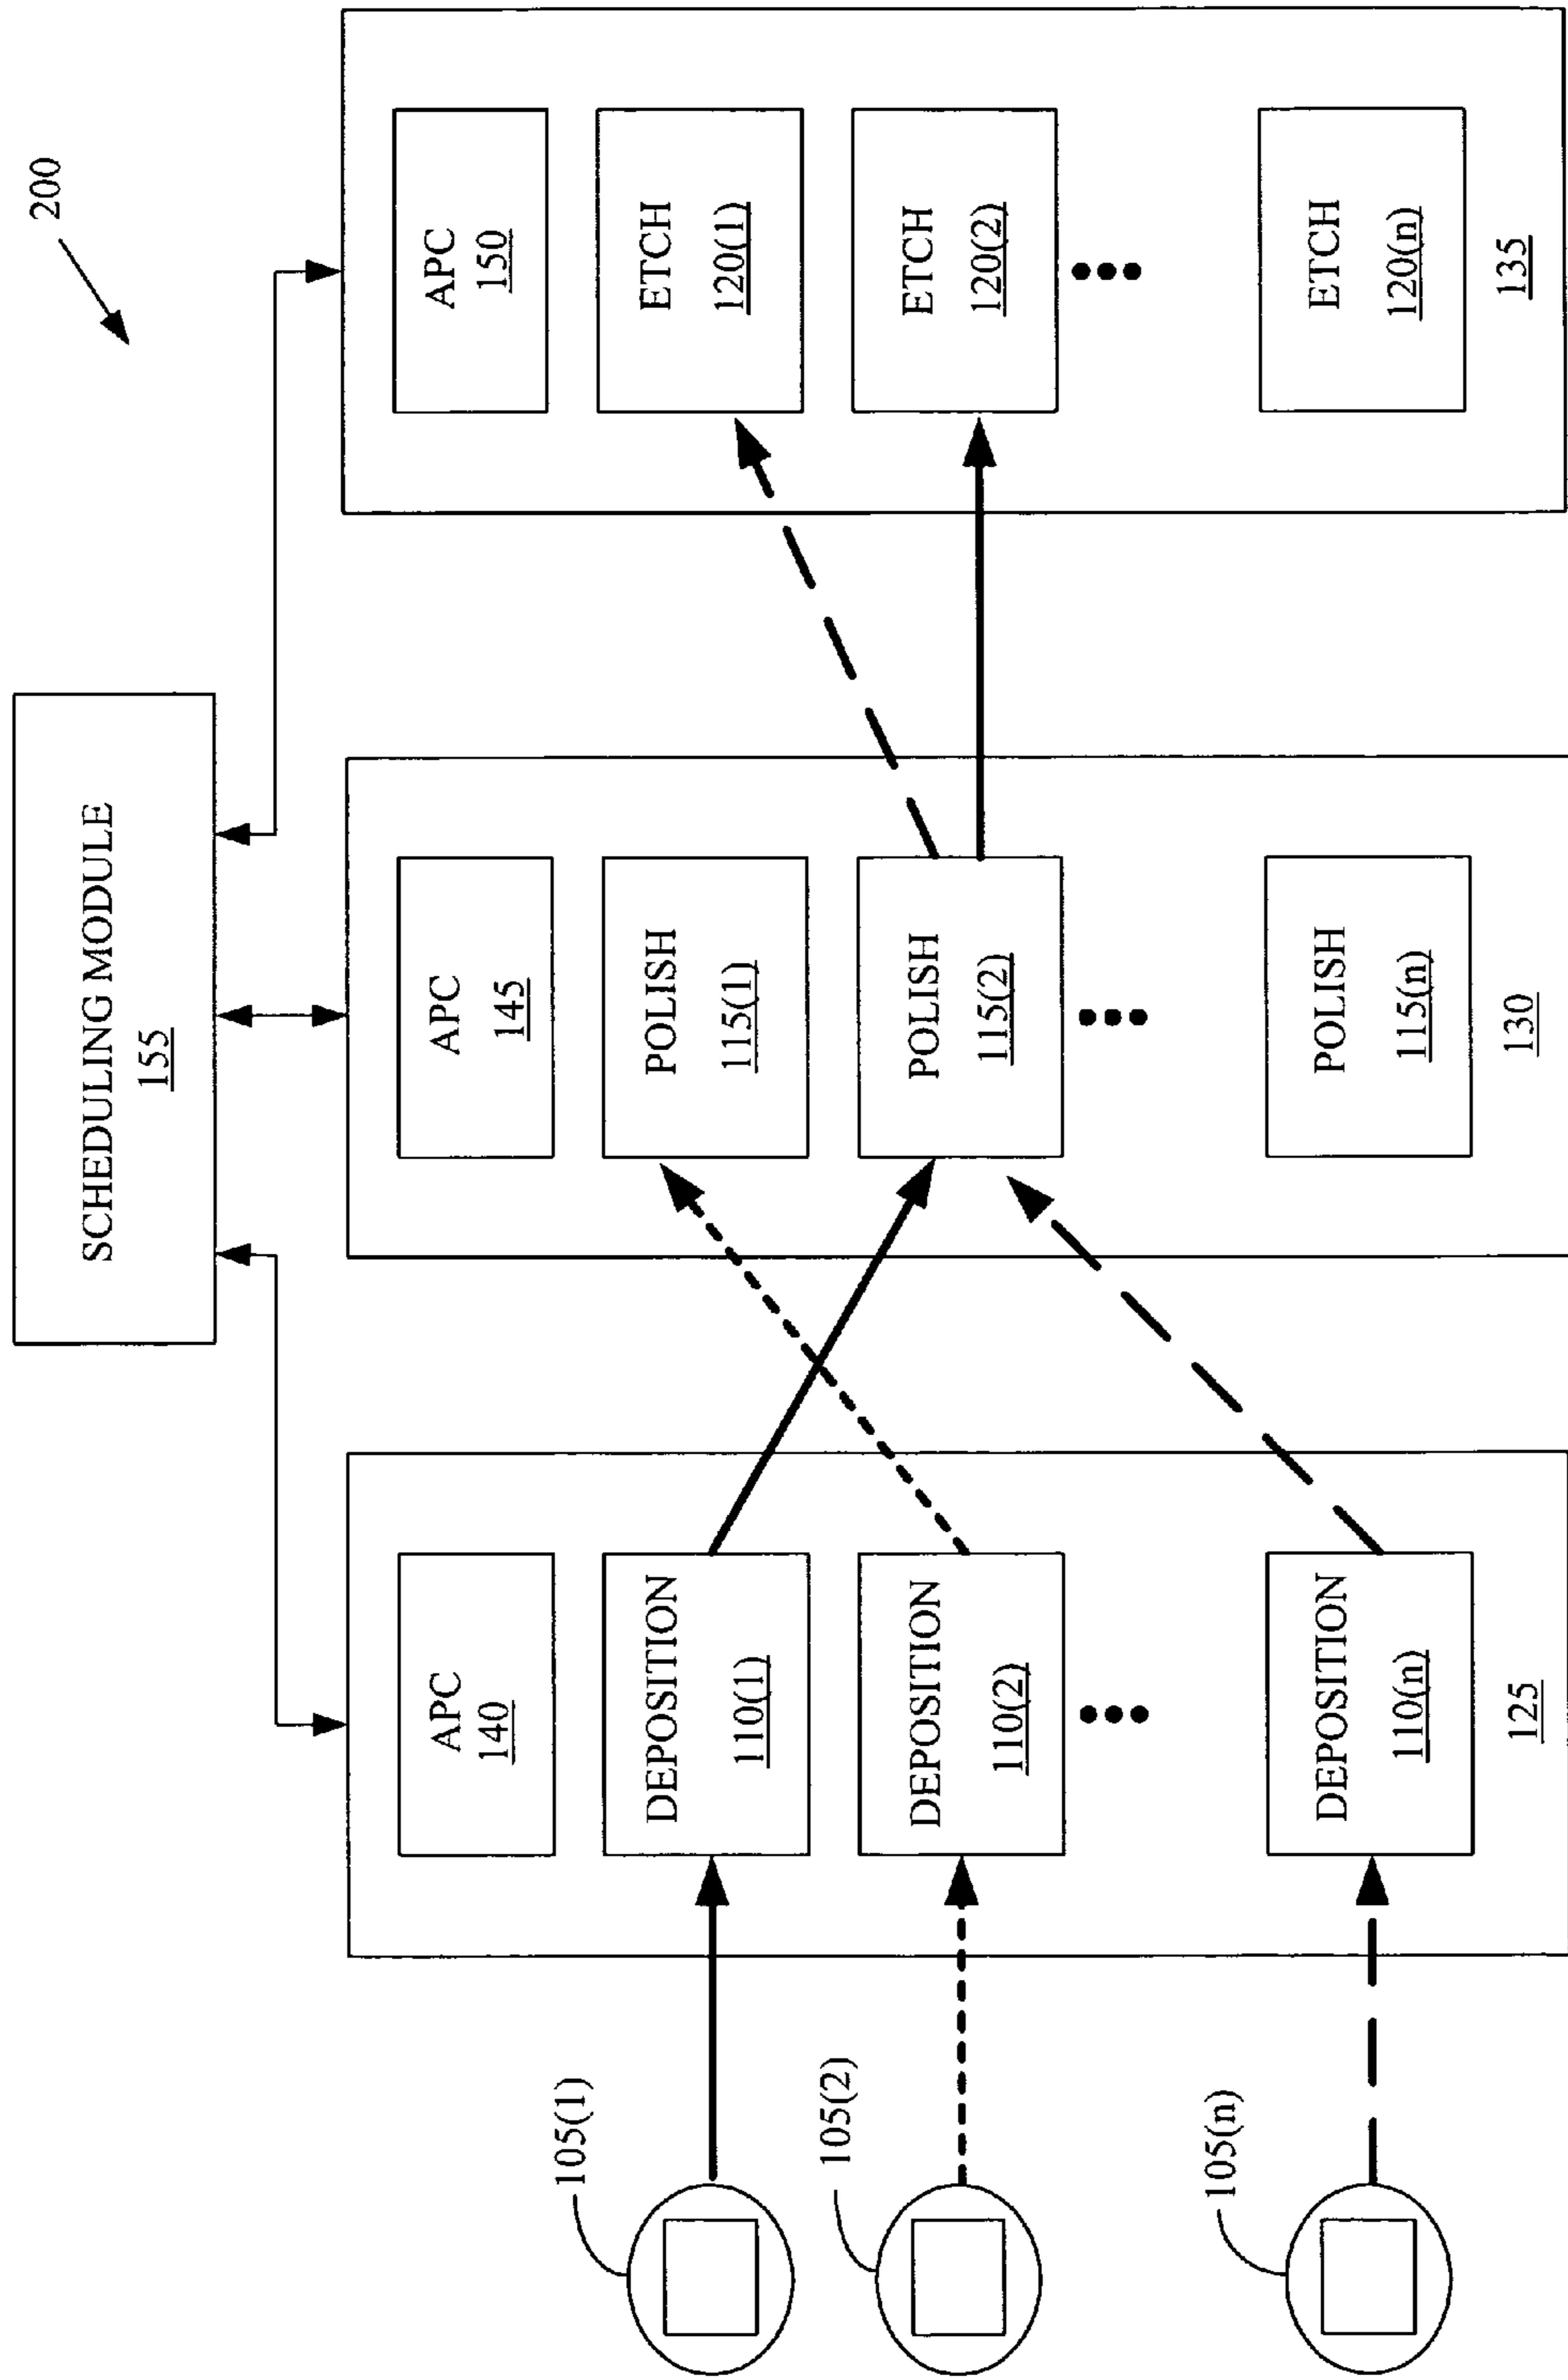 200
SCHEDULING MODULE
155
APC
140
DEPOSITION
110(1)
DEPOSITION
110(2)
DEPOSITION
110(n)
125
APC
145
POLISH
115(1)
POLISH
115(2)
POLISH
115(n)
130
APC
150
ETCH
120(1)
ETCH
120(2)
ETCH
120(n)
135
105(1)
105(2)
105(n)